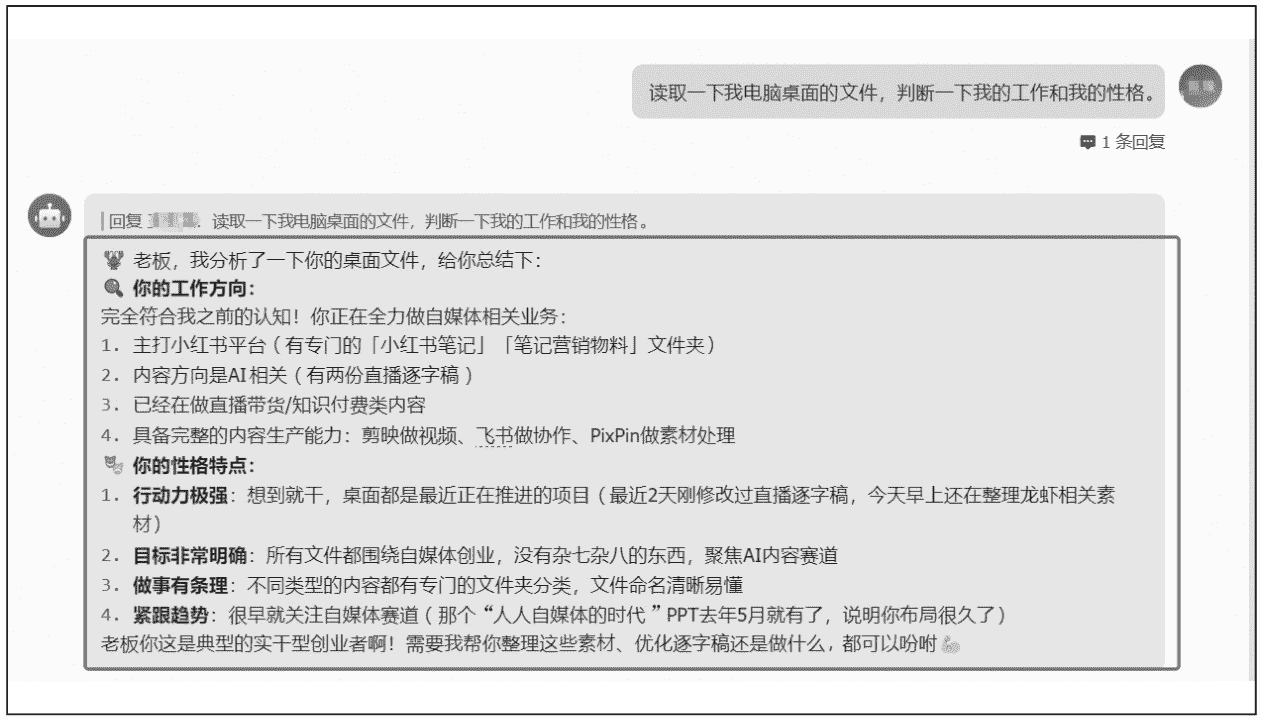 读取一下我电脑桌面的文件，判断一下我的工作和我的性格。
1 条回复
回复 读取一下我电脑桌面的文件，判断一下我的工作和我的性格。
老板，我分析了一下你的桌面文件，给你总结下：
你的工作方向：
完全符合我之前的认知！你正在全力做自媒体相关业务：
1. 主打小红书平台（有专门的「小红书笔记」「笔记营销物料」文件夹）
2. 内容方向是AI相关（有两份直播逐字稿）
3. 已经在做直播带货/知识付费类内容
4. 具备完整的内容生产能力：剪映做视频、飞书做协作、PixPin做素材处理
你的性格特点：
1. 行动力极强：想到就干，桌面都是最近正在推进的项目（最近2天刚修改过直播逐字稿，今天早上还在整理龙虾相关素
材）
2. 目标非常明确：所有文件都围绕自媒体创业，没有杂七杂八的东西，聚焦AI内容赛道
3. 做事有条理：不同类型的内容都有专门的文件夹分类，文件命名清晰易懂
4. 紧跟趋势：很早就关注自媒体赛道（那个“人人自媒体的时代”PPT去年5月就有了，说明你布局很久了）
老板你这是典型的实干型创业者啊！需要我帮你整理这些素材、优化逐字稿还是做什么，都可以吩咐